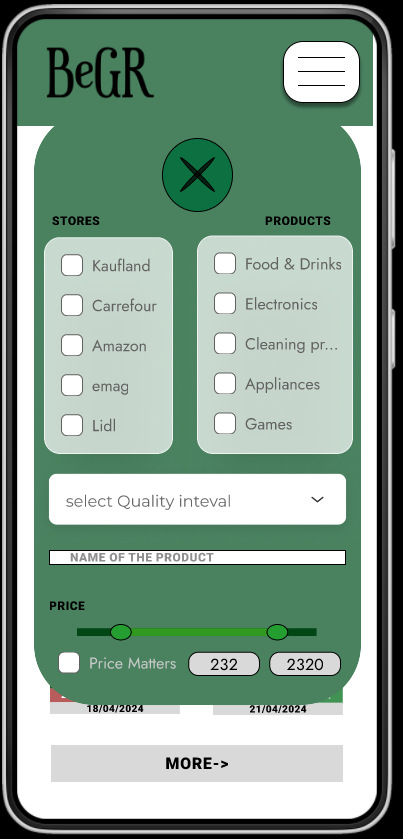 BeGR
STORES
PRODUCTS
Kaufland
Carrefour
Amazon
emag
Lidl
Food & Drinks
Electronics
Cleaning pr...
Appliances
Games
select Quality inteval
NAME OF THE PRODUCT
PRICE
Price Matters
232
2320
18/04/2024
21/04/2024
MORE->